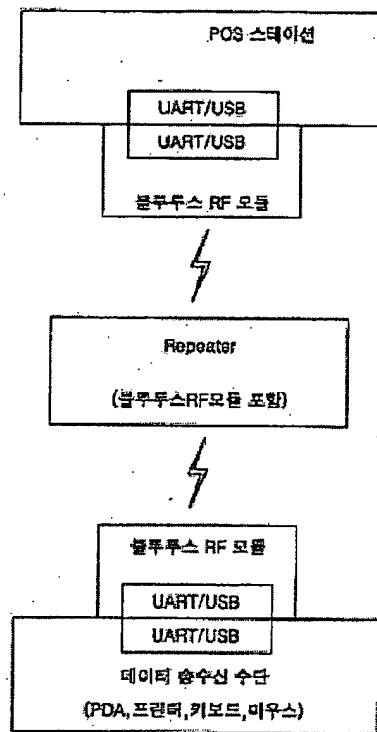 POS 스테이션
UART/USB
UART/USB
블루투스 RF 모듈
Repeater
(블루투스RF모듈 포함)
블루투스 RF 모듈
UART/USB
UART/USB
데이터 송수신 수단
(PDA,프린터,키보드,마우스)